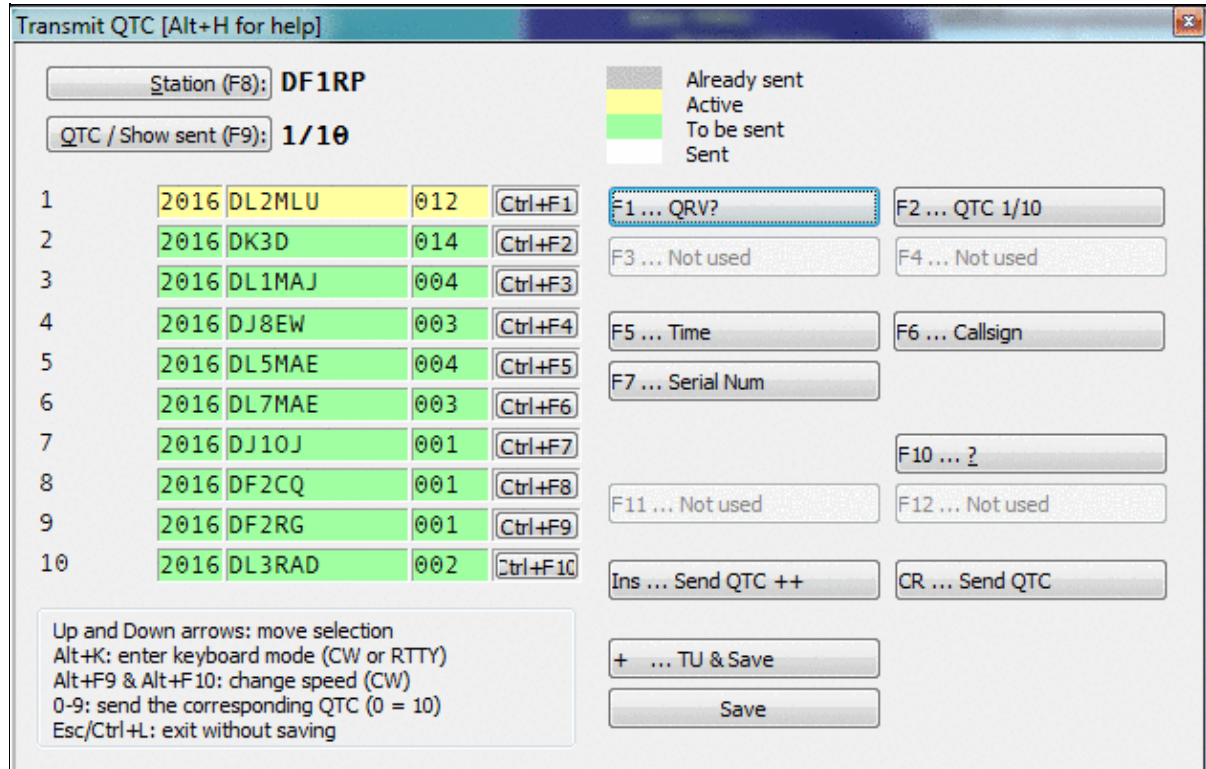 Transmit QTC [Alt+H for help]
Station (F8): DF1RP
QTC / Show sent (F9): 1/10
Already sent
Active
To be sent
Sent
1 2016 DL2MLU 012 Ctrl+F1
2 2016 DK3D 014 Ctrl+F2
3 2016 DL1MAJ 004 Ctrl+F3
4 2016 DJ8EW 003 Ctrl+F4
5 2016 DL5MAE 004 Ctrl+F5
6 2016 DL7MAE 003 Ctrl+F6
7 2016 DJ1OJ 001 Ctrl+F7
8 2016 DF2CQ 001 Ctrl+F8
9 2016 DF2RG 001 Ctrl+F9
10 2016 DL3RAD 002 Ctrl+F10
F1 ... QRV? F2 ... QTC 1/10
F3 ... Not used F4 ... Not used
F5 ... Time F6 ... Callsign
F7 ... Serial Num
F10 ... ?
F11 ... Not used F12 ... Not used
Ins ... Send QTC ++ CR ... Send QTC
+ ... TU & Save
Save
Up and Down arrows: move selection
Alt+K: enter keyboard mode (CW or RTTY)
Alt+F9 & Alt+F10: change speed (CW)
0-9: send the corresponding QTC (0 = 10)
Esc/Ctrl+L: exit without saving